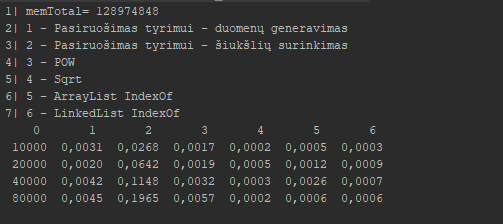 1| memTotal= 128974848
2| 1 - Pasiruošimas tyrimui - duomenų generavimas
3| 2 - Pasiruošimas tyrimui - šiukšlių surinkimas
4| 3 - POW
5| 4 - Sqrt
6| 5 - ArrayList IndexOf
7| 6 - LinkedList IndexOf
0 1 2 3 4 5 6
10000 0,0031 0,0268 0,0017 0,0002 0,0005 0,0003
20000 0,0020 0,0642 0,0019 0,0005 0,0012 0,0009
40000 0,0042 0,1148 0,0032 0,0003 0,0026 0,0007
80000 0,0045 0,1965 0,0057 0,0002 0,0006 0,0006